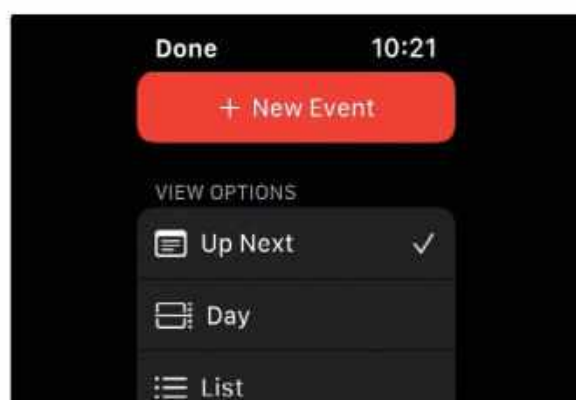 Done 10:21
+ New Event
VIEW OPTIONS
Up Next
Day
List